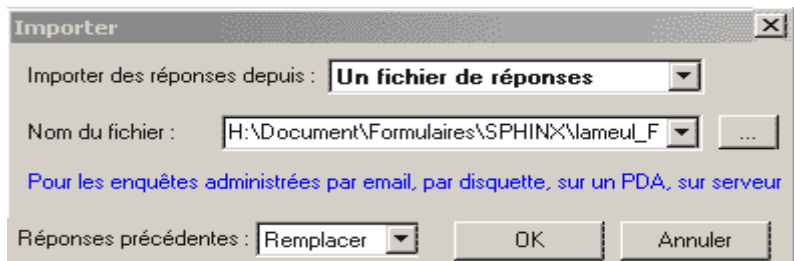 Importer
Importer des réponses depuis : Un fichier de réponses
Nom du fichier : H:\Document\Formulaires\SPHINX\lameul_F ...
Pour les enquêtes administrées par email, par disquette, sur un PDA, sur serveur
Réponses précédentes : Remplacer OK Annuler